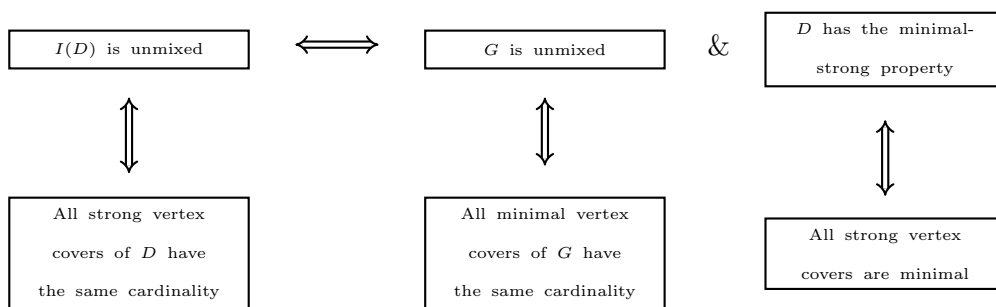 I(D) is unmixed
G is unmixed
&
D has the minimal-
strong property
All strong vertex
covers of D have
the same cardinality
All minimal vertex
covers of G have
the same cardinality
All strong vertex
covers are minimal